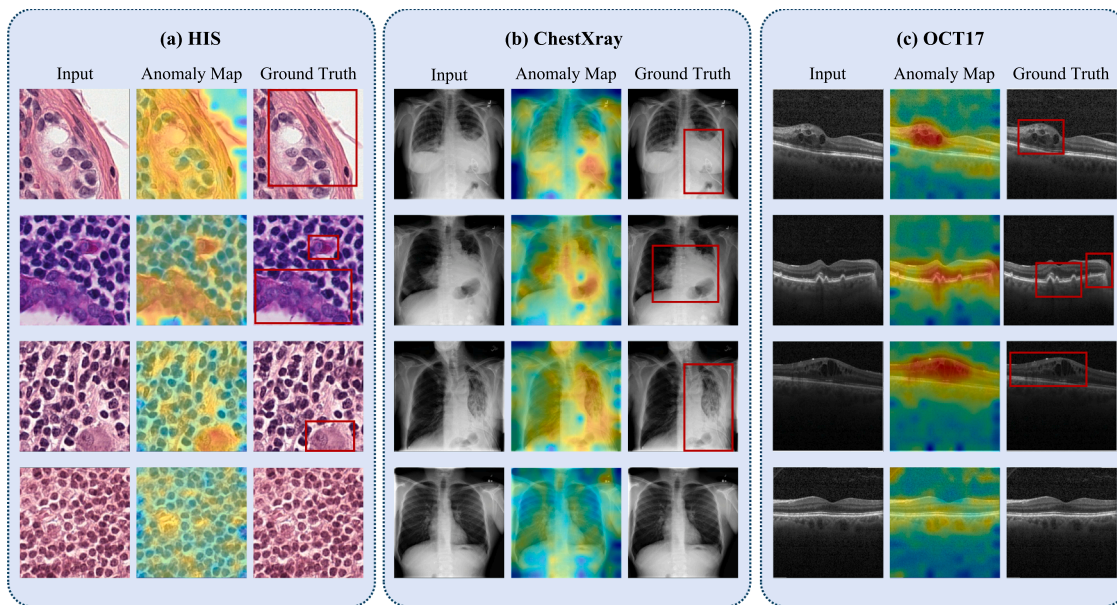 (a) HIS
Input Anomaly Map Ground Truth
(b) ChestXray
Input Anomaly Map Ground Truth
(c) OCT17
Input Anomaly Map Ground Truth